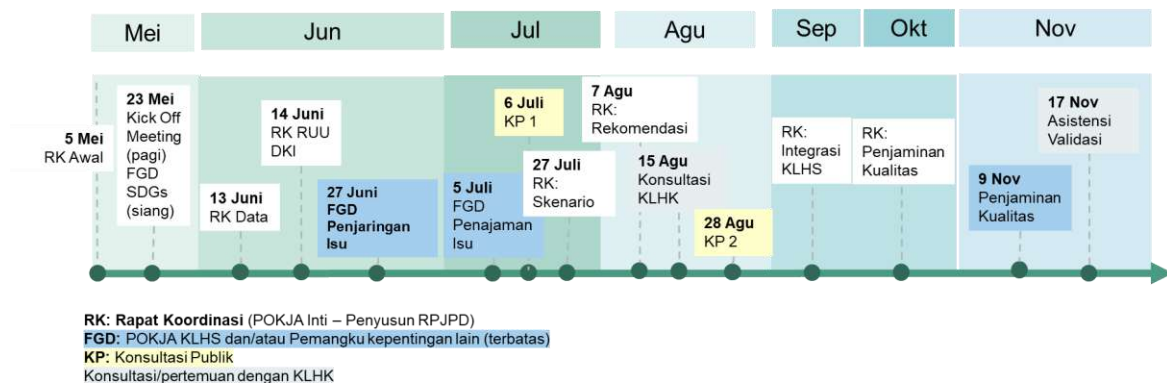 Mei
Jun
Jul
Agu
Sep
Okt
Nov
5 Mei
RK Awal
23 Mei
Kick Off
Meeting
(pagi)
FGD
SDGs
(siang)
13 Juni
RK Data
14 Juni
RK RUU
DKI
27 Juni
FGD
Penjaringan
Isu
5 Juli
FGD
Penajaman
Isu
6 Juli
KP 1
27 Juli
RK:
Skenario
7 Agu
RK:
Rekomendasi
15 Agu
Konsultasi
KLHK
28 Agu
KP 2
RK:
Integrasi
KLHS
RK:
Penjaminan
Kualitas
9 Nov
Penjaminan
Kualitas
17 Nov
Asistensi
Validasi
RK: Rapat Koordinasi (POKJA Inti – Penyusun RPJPD)
FGD: POKJA KLHS dan/atau Pemangku kepentingan lain (terbatas)
KP: Konsultasi Publik
Konsultasi/pertemuan dengan KLHK